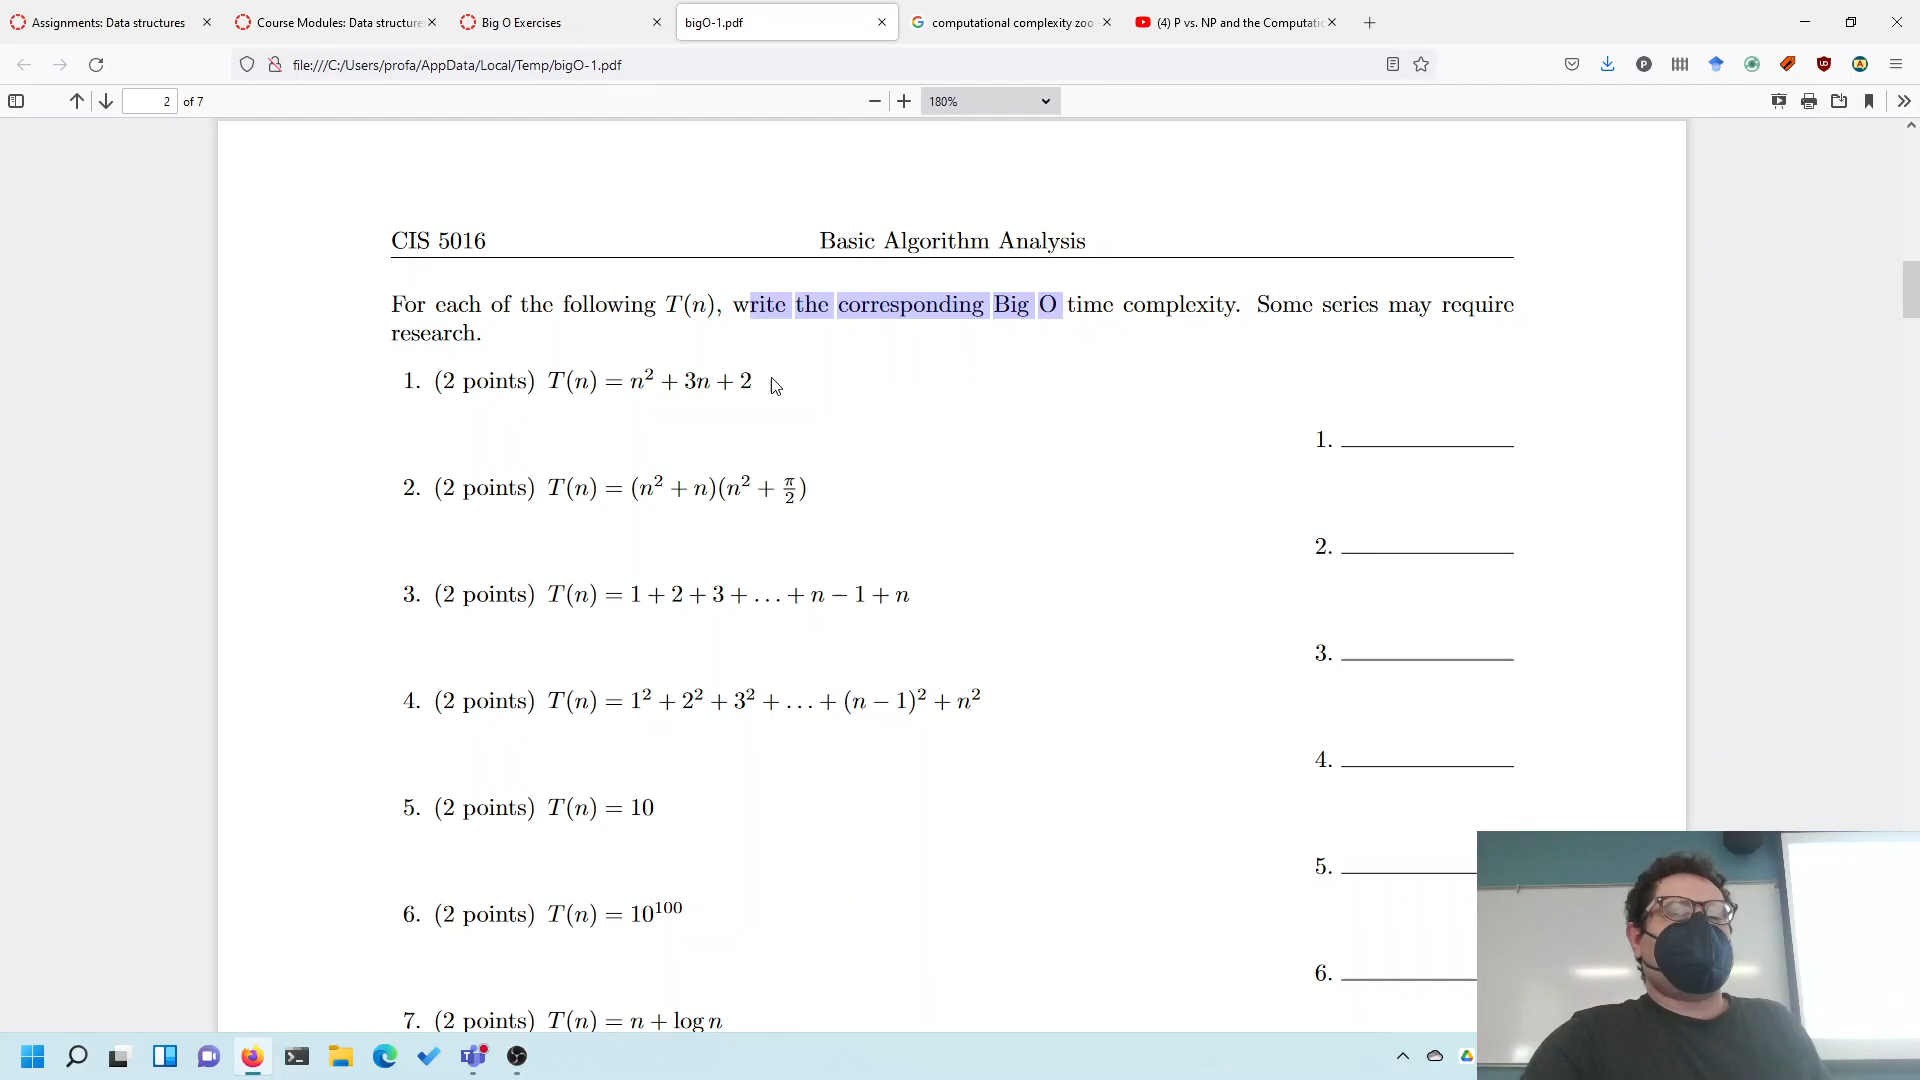 Assignments: Data structures
Course Modules: Data structure
Big O Exercises
bigO-1.pdf
computational complexity zoo
(4) P vs. NP and the Computatic
file:///C:/Users/profa/AppData/Local/Temp/bigO-1.pdf
2 of 7
180%
CIS 5016
Basic Algorithm Analysis
For each of the following T(n), write the corresponding Big O time complexity. Some series may require
research.
1. (2 points) T(n) = n² + 3n + 2
1.
2. (2 points) T(n) = (n² + n)(n² + π/2)
2.
3. (2 points) T(n) = 1 + 2 + 3 + . . . + n − 1 + n
3.
4. (2 points) T(n) = 1² + 2² + 3² + . . . + (n − 1)² + n²
4.
5. (2 points) T(n) = 10
5.
6. (2 points) T(n) = 10¹⁰⁰
6.
7. (2 points) T(n) = n + log n